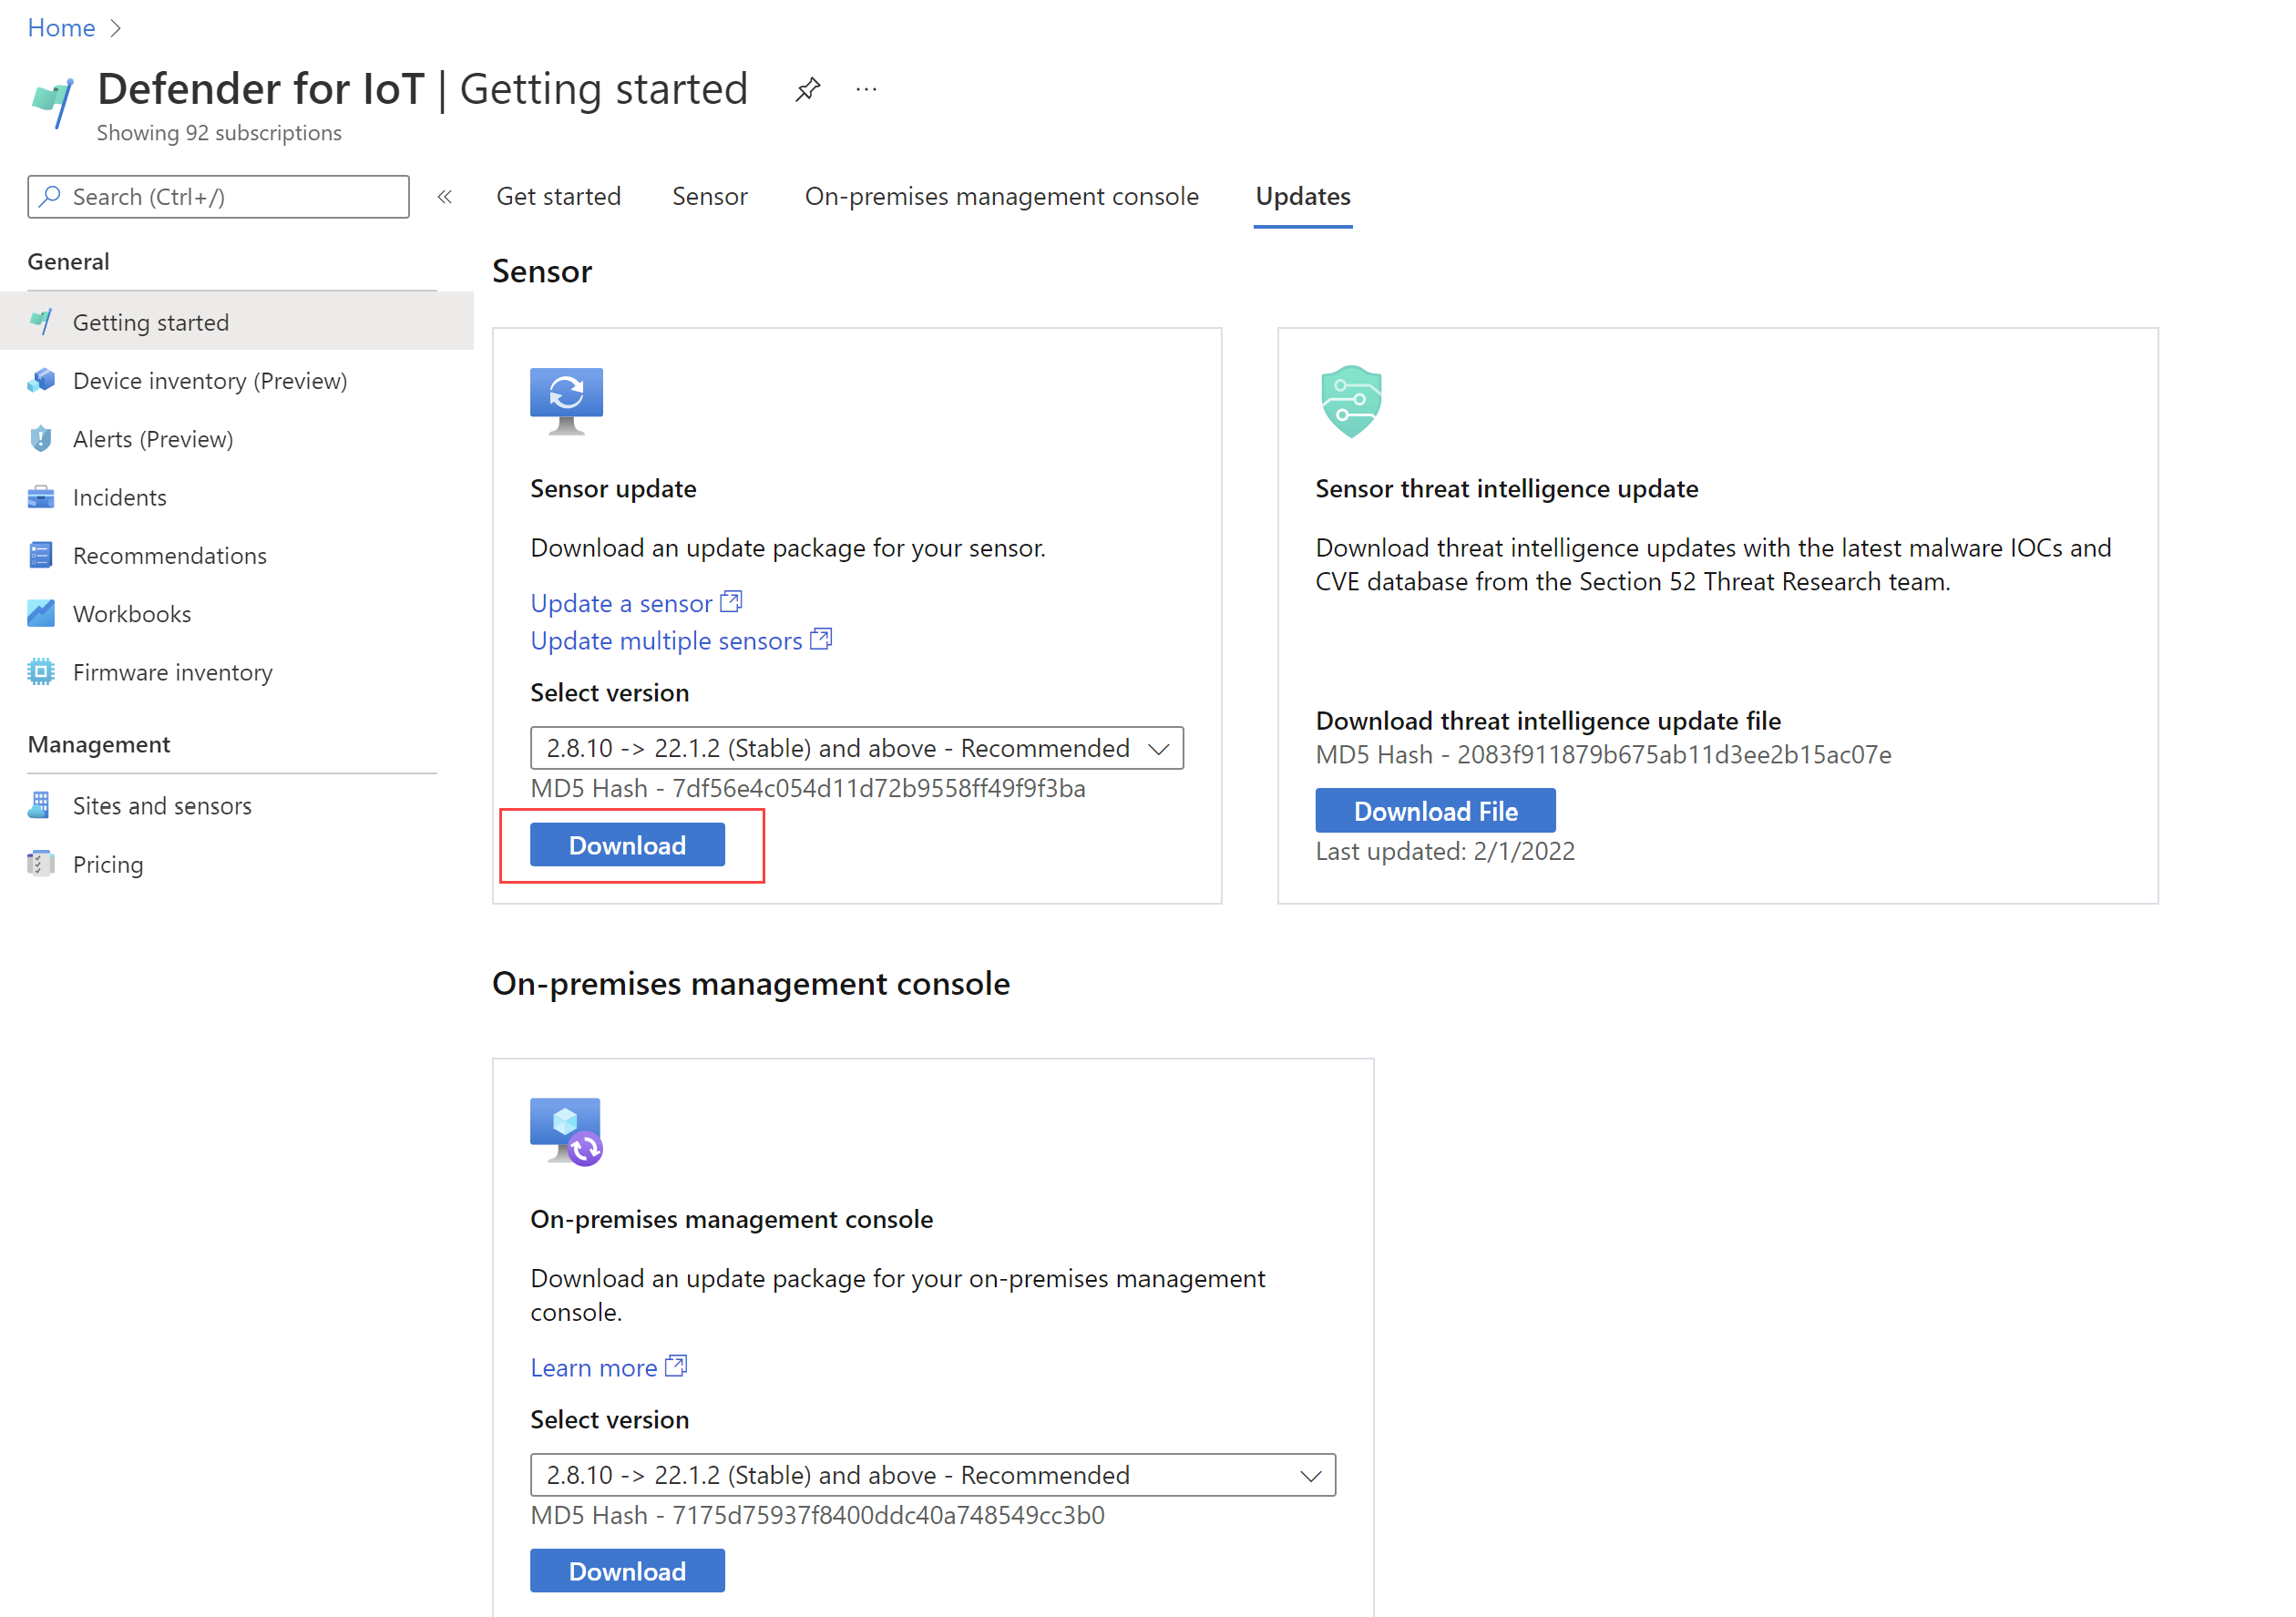 Home
Defender for IoT | Getting started
Showing 92 subscriptions
Search (Ctrl+/)
«
General
Getting started
Device inventory (Preview)
Alerts (Preview)
Incidents
Recommendations
Workbooks
Firmware inventory
Management
Sites and sensors
Pricing
Get started
Sensor
On-premises management console
Updates
Sensor
Sensor update
Download an update package for your sensor.
Update a sensor
Update multiple sensors
Select version
2.8.10 -> 22.1.2 (Stable) and above - Recommended
MD5 Hash - 7df56e4c054d11d72b9558ff49f9f3ba
Download
Sensor threat intelligence update
Download threat intelligence updates with the latest malware IOCs and
CVE database from the Section 52 Threat Research team.
Download threat intelligence update file
MD5 Hash - 2083f911879b675ab11d3ee2b15ac07e
Download File
Last updated: 2/1/2022
On-premises management console
On-premises management console
Download an update package for your on-premises management
console.
Learn more
Select version
2.8.10 -> 22.1.2 (Stable) and above - Recommended
MD5 Hash - 7175d75937f8400ddc40a748549cc3b0
Download